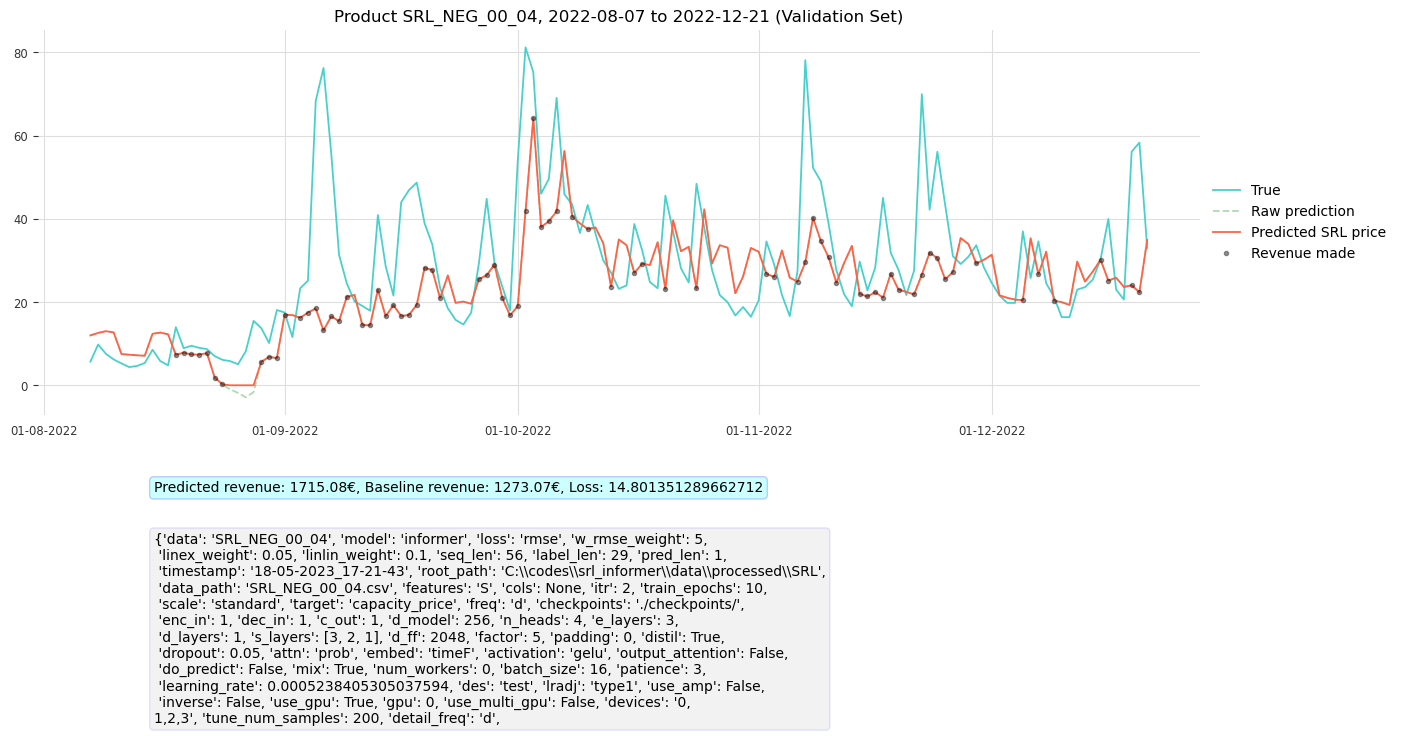 Product SRL_NEG_00_04, 2022-08-07 to 2022-12-21 (Validation Set)
80
60
40
20
0
01-08-2022
01-09-2022
01-10-2022
01-11-2022
01-12-2022
True
Raw prediction
Predicted SRL price
Revenue made
Predicted revenue: 1715.08€, Baseline revenue: 1273.07€, Loss: 14.801351289662712
{'data': 'SRL_NEG_00_04', 'model': 'informer', 'loss': 'rmse', 'w_rmse_weight': 5,
'linex_weight': 0.05, 'linlin_weight': 0.1, 'seq_len': 56, 'label_len': 29, 'pred_len': 1,
'timestamp': '18-05-2023_17-21-43', 'root_path': 'C:\\codes\\srl_informer\\data\\processed\\SRL',
'data_path': 'SRL_NEG_00_04.csv', 'features': 'S', 'cols': None, 'itr': 2, 'train_epochs': 10,
'scale': 'standard', 'target': 'capacity_price', 'freq': 'd', 'checkpoints': './checkpoints/',
'enc_in': 1, 'dec_in': 1, 'c_out': 1, 'd_model': 256, 'n_heads': 4, 'e_layers': 3,
'd_layers': 1, 's_layers': [3, 2, 1], 'd_ff': 2048, 'factor': 5, 'padding': 0, 'distil': True,
'dropout': 0.05, 'attn': 'prob', 'embed': 'timeF', 'activation': 'gelu', 'output_attention': False,
'do_predict': False, 'mix': True, 'num_workers': 0, 'batch_size': 16, 'patience': 3,
'learning_rate': 0.0005238405305037594, 'des': 'test', 'lradj': 'type1', 'use_amp': False,
'inverse': False, 'use_gpu': True, 'gpu': 0, 'use_multi_gpu': False, 'devices': '0,
1,2,3', 'tune_num_samples': 200, 'detail_freq': 'd',